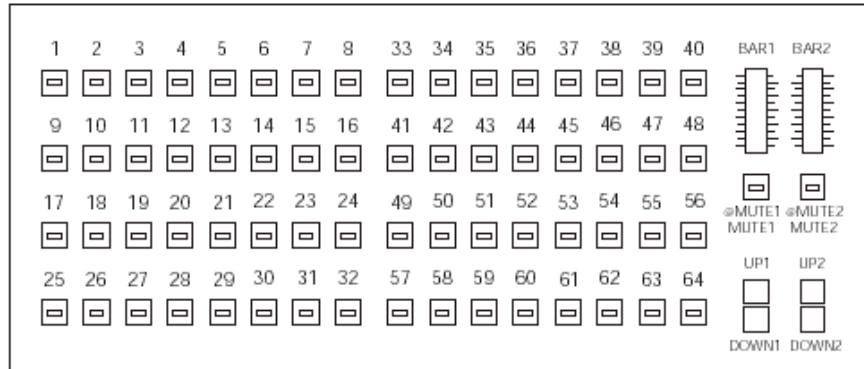 1 2 3 4 5 6 7 8 33 34 35 36 37 38 39 40 BAR1 BAR2
9 10 11 12 13 14 15 16 41 42 43 44 45 46 47 48
17 18 19 20 21 22 23 24 49 50 51 52 53 54 55 56 @MUTE1 @MUTE2
MUTE1 MUTE2
25 26 27 28 29 30 31 32 57 58 59 60 61 62 63 64 UP1 UP2
DOWN1 DOWN2